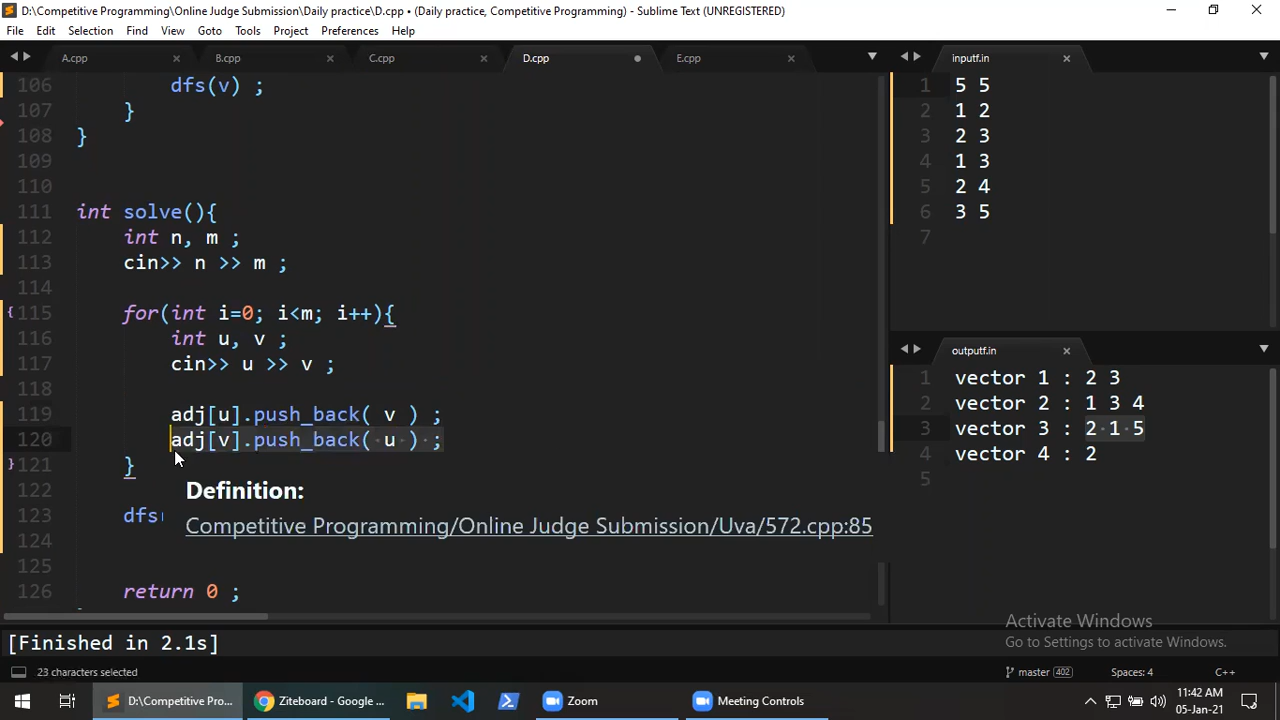 D:\Competitive Programming\Online Judge Submission\Daily practice\D.cpp • (Daily practice, Competitive Programming) - Sublime Text (UNREGISTERED)
File Edit Selection Find View Goto Tools Project Preferences Help
A.cpp B.cpp C.cpp D.cpp E.cpp
106 dfs(v) ;
107 }
108 }
109
110
111 int solve(){
112 int n, m ;
113 cin>> n >> m ;
114
115 for(int i=0; i<m; i++){
116 int u, v ;
117 cin>> u >> v ;
118
119 adj[u].push_back( v ) ;
120 adj[v].push_back( u ) ;
121 }
122
123 dfs(
124
125
126 return 0 ;
Definition:
Competitive Programming/Online Judge Submission/Uva/572.cpp:85
inputf.in
1 5 5
2 1 2
3 2 3
4 1 3
5 2 4
6 3 5
7
outputf.in
1 vector 1 : 2 3
2 vector 2 : 1 3 4
3 vector 3 : 2 1 5
4 vector 4 : 2
5
[Finished in 2.1s]
Activate Windows
Go to Settings to activate Windows.
23 characters selected
master 402
Spaces: 4
C++
D:\Competitive Pro...
Ziteboard - Google ...
Zoom
Meeting Controls
11:42 AM
05-Jan-21